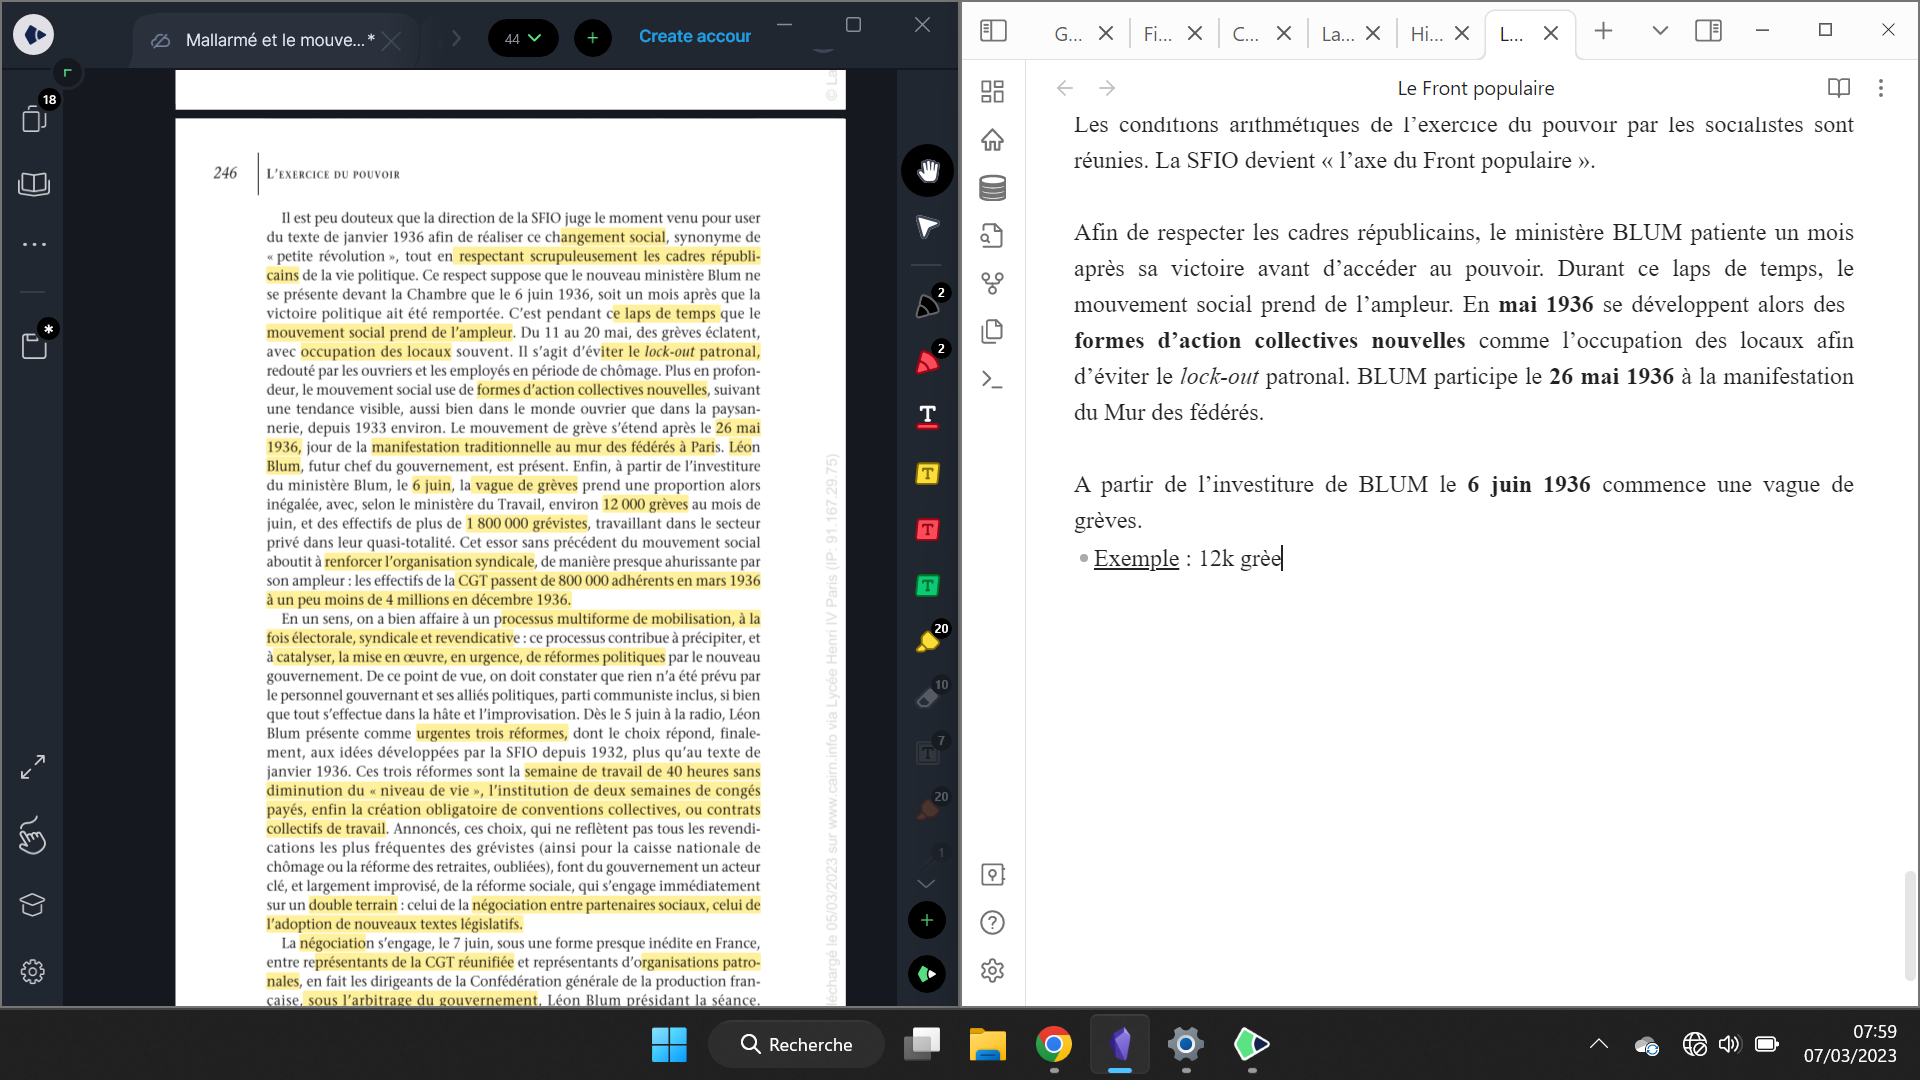 Mallarmé et le mouve...*
44
Create accour
18
246 L'EXERCICE DU POUVOIR
Il est peu douteux que la direction de la SFIO juge le moment venu pour user
du texte de janvier 1936 afin de réaliser ce changement social, synonyme de
« petite révolution », tout en respectant scrupuleusement les cadres républi-
cains de la vie politique. Ce respect suppose que le nouveau ministère Blum ne
se présente devant la Chambre que le 6 juin 1936, soit un mois après que la
victoire politique ait été remportée. C'est pendant ce laps de temps que le
mouvement social prend de l'ampleur. Du 11 au 20 mai, des grèves éclatent,
avec occupation des locaux souvent. Il s'agit d'éviter le lock-out patronal,
redouté par les ouvriers et les employés en période de chômage. Plus en profon-
deur, le mouvement social use de formes d'action collectives nouvelles, suivant
une tendance visible, aussi bien dans le monde ouvrier que dans la paysan-
nerie, depuis 1933 environ. Le mouvement de grève s'étend après le 26 mai
1936, jour de la manifestation traditionnelle au mur des fédérés à Paris. Léon
Blum, futur chef du gouvernement, est présent. Enfin, à partir de l'investiture
du ministère Blum, le 6 juin, la vague de grèves prend une proportion alors
inégalée, avec, selon le ministère du Travail, environ 12 000 grèves au mois de
juin, et des effectifs de plus de 1 800 000 grévistes, travaillant dans le secteur
privé dans leur quasi-totalité. Cet essor sans précédent du mouvement social
aboutit à renforcer l'organisation syndicale, de manière presque ahurissante par
son ampleur : les effectifs de la CGT passent de 800 000 adhérents en mars 1936
à un peu moins de 4 millions en décembre 1936.
En un sens, on a bien affaire à un processus multiforme de mobilisation, à la
fois électorale, syndicale et revendicative : ce processus contribue à précipiter, et
à catalyser, la mise en œuvre, en urgence, de réformes politiques par le nouveau
gouvernement. De ce point de vue, on doit constater que rien n'a été prévu par
le personnel gouvernant et ses alliés politiques, parti communiste inclus, si bien
que tout s'effectue dans la hâte et l'improvisation. Dès le 5 juin à la radio, Léon
Blum présente comme urgentes trois réformes, dont le choix répond, finale-
ment, aux idées développées par la SFIO depuis 1932, plus qu'au texte de
janvier 1936. Ces trois réformes sont la semaine de travail de 40 heures sans
diminution du « niveau de vie », l'institution de deux semaines de congés
payés, enfin la création obligatoire de conventions collectives, ou contrats
collectifs de travail. Annoncés, ces choix, qui ne reflètent pas tous les revendi-
cations les plus fréquentes des grévistes (ainsi pour la caisse nationale de
chômage ou la réforme des retraites, oubliées), font du gouvernement un acteur
clé, et largement improvisé, de la réforme sociale, qui s'engage immédiatement
sur un double terrain : celui de la négociation entre partenaires sociaux, celui de
l'adoption de nouveaux textes législatifs.
La négociation s'engage, le 7 juin, sous une forme presque inédite en France,
entre représentants de la CGT réunifiée et représentants d'organisations patro-
nales, en fait les dirigeants de la Confédération générale de la production fran-
çaise, sous l'arbitrage du gouvernement, Léon Blum présidant la séance.
© La
léchargé le 05/03/2023 sur www.cairn.info via Lycée Henri IV Paris (IP: 91.167.29.75)
2
2
T
T
T
T
20
10
7
20
1
G... Fi... C... La... Hi... L...
Le Front populaire
Les conditions arithmétiques de l'exercice du pouvoir par les socialistes sont
réunies. La SFIO devient « l'axe du Front populaire ».
Afin de respecter les cadres républicains, le ministère BLUM patiente un mois
après sa victoire avant d'accéder au pouvoir. Durant ce laps de temps, le
mouvement social prend de l'ampleur. En mai 1936 se développent alors des
formes d'action collectives nouvelles comme l'occupation des locaux afin
d'éviter le lock-out patronal. BLUM participe le 26 mai 1936 à la manifestation
du Mur des fédérés.
A partir de l'investiture de BLUM le 6 juin 1936 commence une vague de
grèves.
• Exemple : 12k grèe
Recherche
07:59
07/03/2023